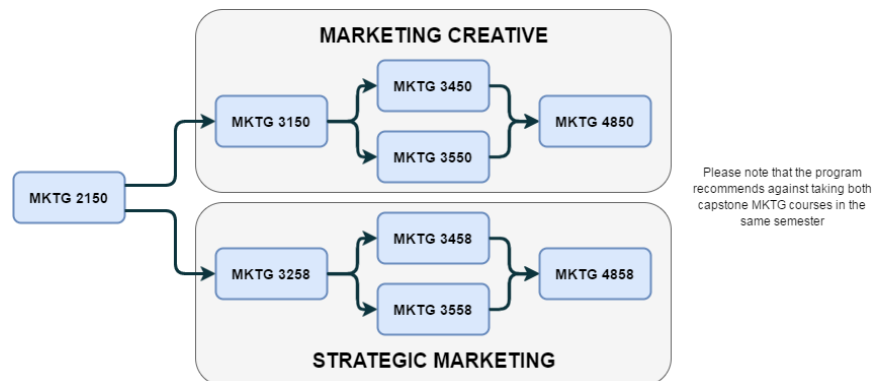 MARKETING CREATIVE
MKTG 3450
MKTG 3150
MKTG 4850
MKTG 3550
MKTG 2150
Please note that the program
recommends against taking both
capstone MKTG courses in the
same semester
MKTG 3458
MKTG 3258
MKTG 4858
MKTG 3558
STRATEGIC MARKETING